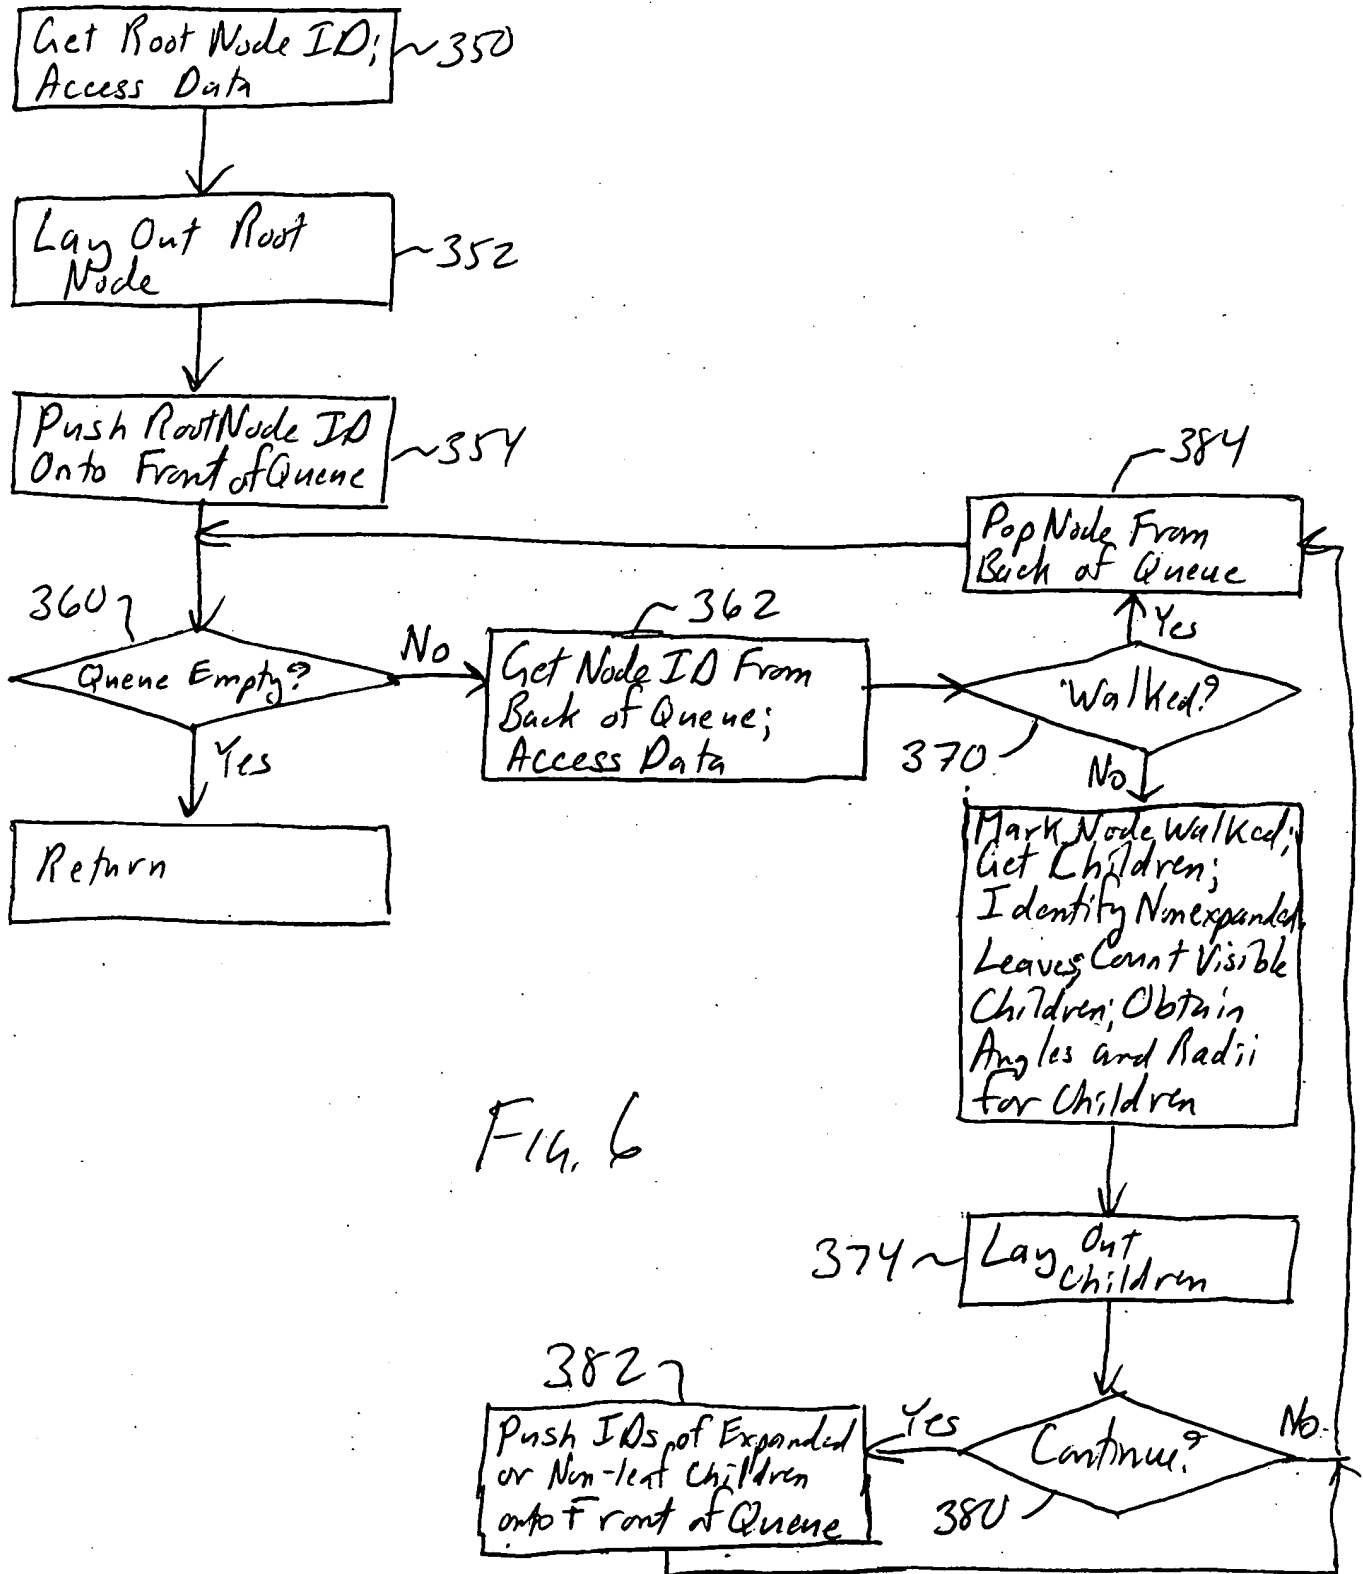 Get Root Node ID;
Access Data
350
Lay Out Root
Node
352
Push Root Node ID
Onto Front of Queue
354
384
Pop Node From
Back of Queue
360
Queue Empty?
No
362
Get Node ID From
Back of Queue;
Access Data
Yes
Walked?
370
No
Yes
Return
Mark Node Walked;
Get Children;
Identify Nonexpanded
Leaves; Count Visible
Children; Obtain
Angles and Radii
for Children
Fig. 6
374
Lay Out
Children
382
Push IDs of Expanded
or Non-leaf Children
onto Front of Queue
Yes
Continue?
No
380